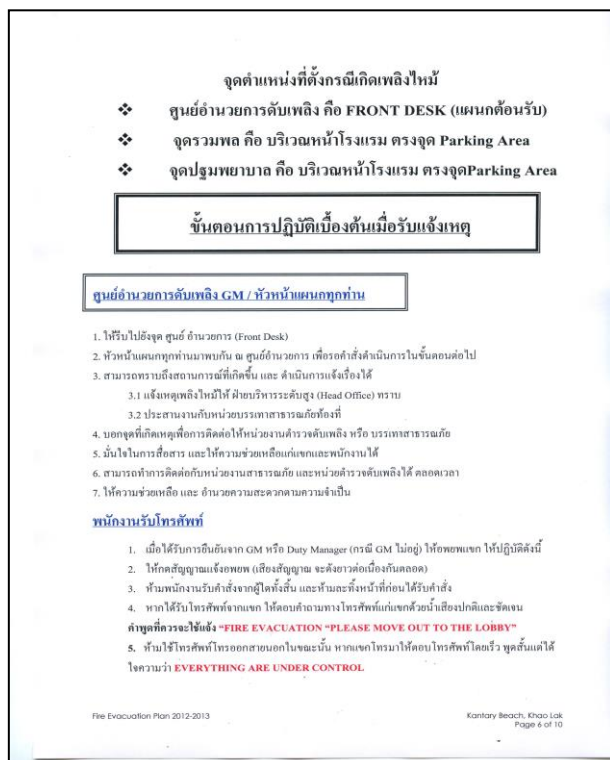 จุดตำแหน่งที่ตั้งกรณีเกิดเพลิงไหม้
❖ ศูนย์อำนวยการดับเพลิง คือ FRONT DESK (แผนกต้อนรับ)
❖ จุดรวมพล คือ บริเวณหน้าโรงแรม ตรงจุด Parking Area
❖ จุดปฐมพยาบาล คือ บริเวณหน้าโรงแรม ตรงจุดParking Area
ขั้นตอนการปฏิบัติเบื้องต้นเมื่อรับแจ้งเหตุ
ศูนย์อำนวยการดับเพลิง GM / หัวหน้าแผนกทุกท่าน
1. ให้รีบไปยังจุด ศูนย์ อำนวยการ (Front Desk)
2. หัวหน้าแผนกทุกท่านมาพบกัน ณ ศูนย์อำนวยการ เพื่อรอคำสั่งดำเนินการในขั้นตอนต่อไป
3. สามารถทราบถึงสถานการณ์ที่เกิดขึ้น และ ดำเนินการแจ้งเรื่องได้
3.1 แจ้งเหตุเพลิงไหม้ให้ ฝ่ายบริหารระดับสูง (Head Office) ทราบ
3.2 ประสานงานกับหน่วยบรรเทาสาธารณภัยท้องที่
4. บอกจุดที่เกิดเหตุเพื่อการติดต่อให้หน่วยงานตำรวจดับเพลิง หรือ บรรเทาสาธารณภัย
5. มั่นใจในการสื่อสาร และให้ความช่วยเหลือแก่แขกและพนักงานได้
6. สามารถทำการติดต่อกับหน่วยงานสาธารณภัย และหน่วยตำรวจดับเพลิงได้ ตลอดเวลา
7. ให้ความช่วยเหลือ และ อำนวยความสะดวกตามความจำเป็น
พนักงานรับโทรศัพท์
1. เมื่อได้รับการยืนยันจาก GM หรือ Duty Manager (กรณี GM ไม่อยู่) ให้อพยพแขก ให้ปฏิบัติดังนี้
2. ให้กดสัญญาณแจ้งอพยพ (เสียงสัญญาณ จะดังยาวต่อเนื่องกันตลอด)
3. ห้ามพนักงานรับคำสั่งจากผู้ใดทั้งสิ้น และห้ามละทิ้งหน้าที่ก่อนได้รับคำสั่ง
4. หากได้รับโทรศัพท์จากแขก ให้ตอบคำถามทางโทรศัพท์แก่แขกด้วยน้ำเสียงปกติและชัดเจน
คำพูดที่ควรจะใช้แจ้ง “FIRE EVACUATION “PLEASE MOVE OUT TO THE LOBBY”
5. ห้ามใช้โทรศัพท์โทรออกสายนอกในขณะนั้น หากแขกโทรมาให้ตอบโทรศัพท์โดยเร็ว พูดสั้นแต่ได้
ใจความว่า EVERYTHING ARE UNDER CONTROL
Fire Evacuation Plan 2012-2013
Kantary Beach, Khao Lak
Page 6 of 10